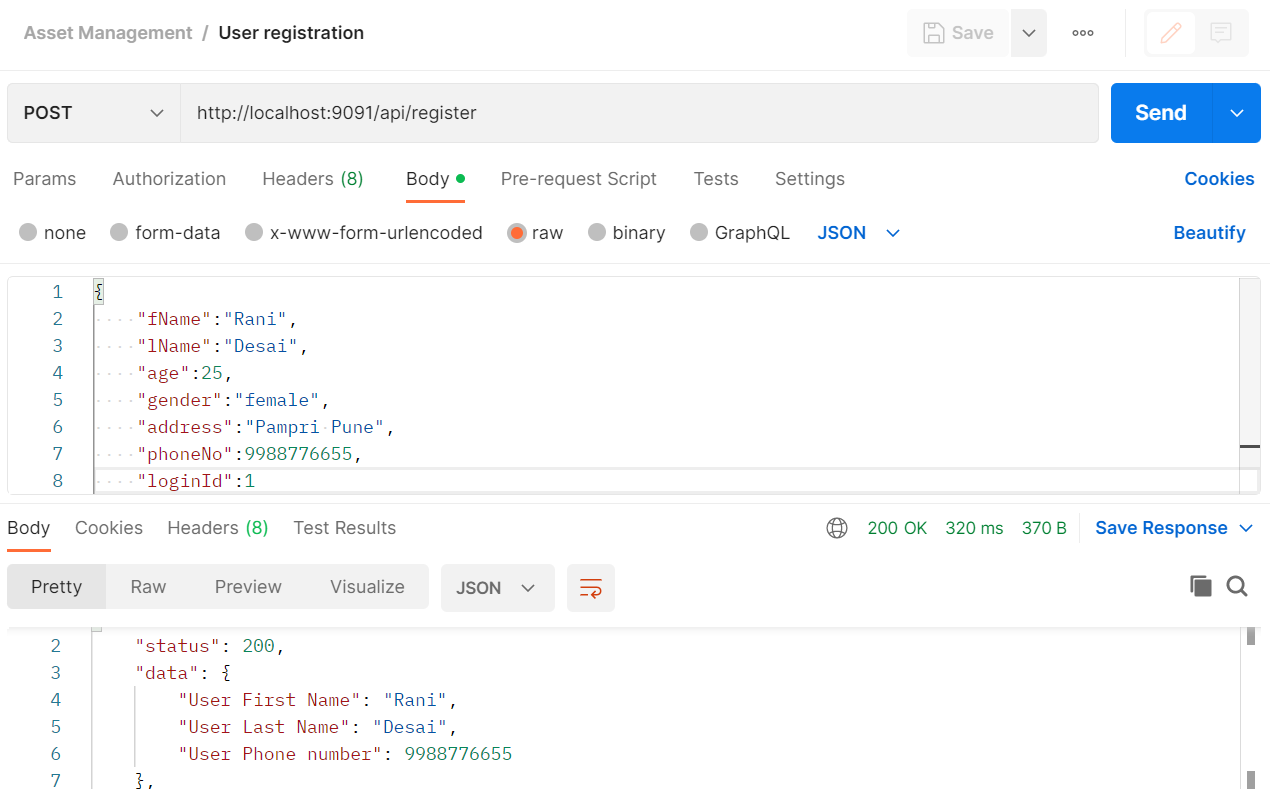 Asset Management / User registration
Save
POST
http://localhost:9091/api/register
Send
Params Authorization Headers (8) Body Pre-request Script Tests Settings Cookies
none form-data x-www-form-urlencoded raw binary GraphQL JSON Beautify
1 {
2 "fName":"Rani",
3 "lName":"Desai",
4 "age":25,
5 "gender":"female",
6 "address":"Pampri Pune",
7 "phoneNo":9988776655,
8 "loginId":1
Body Cookies Headers (8) Test Results 200 OK 320 ms 370 B Save Response
Pretty Raw Preview Visualize JSON
2 "status": 200,
3 "data": {
4 "User First Name": "Rani",
5 "User Last Name": "Desai",
6 "User Phone number": 9988776655
7 },